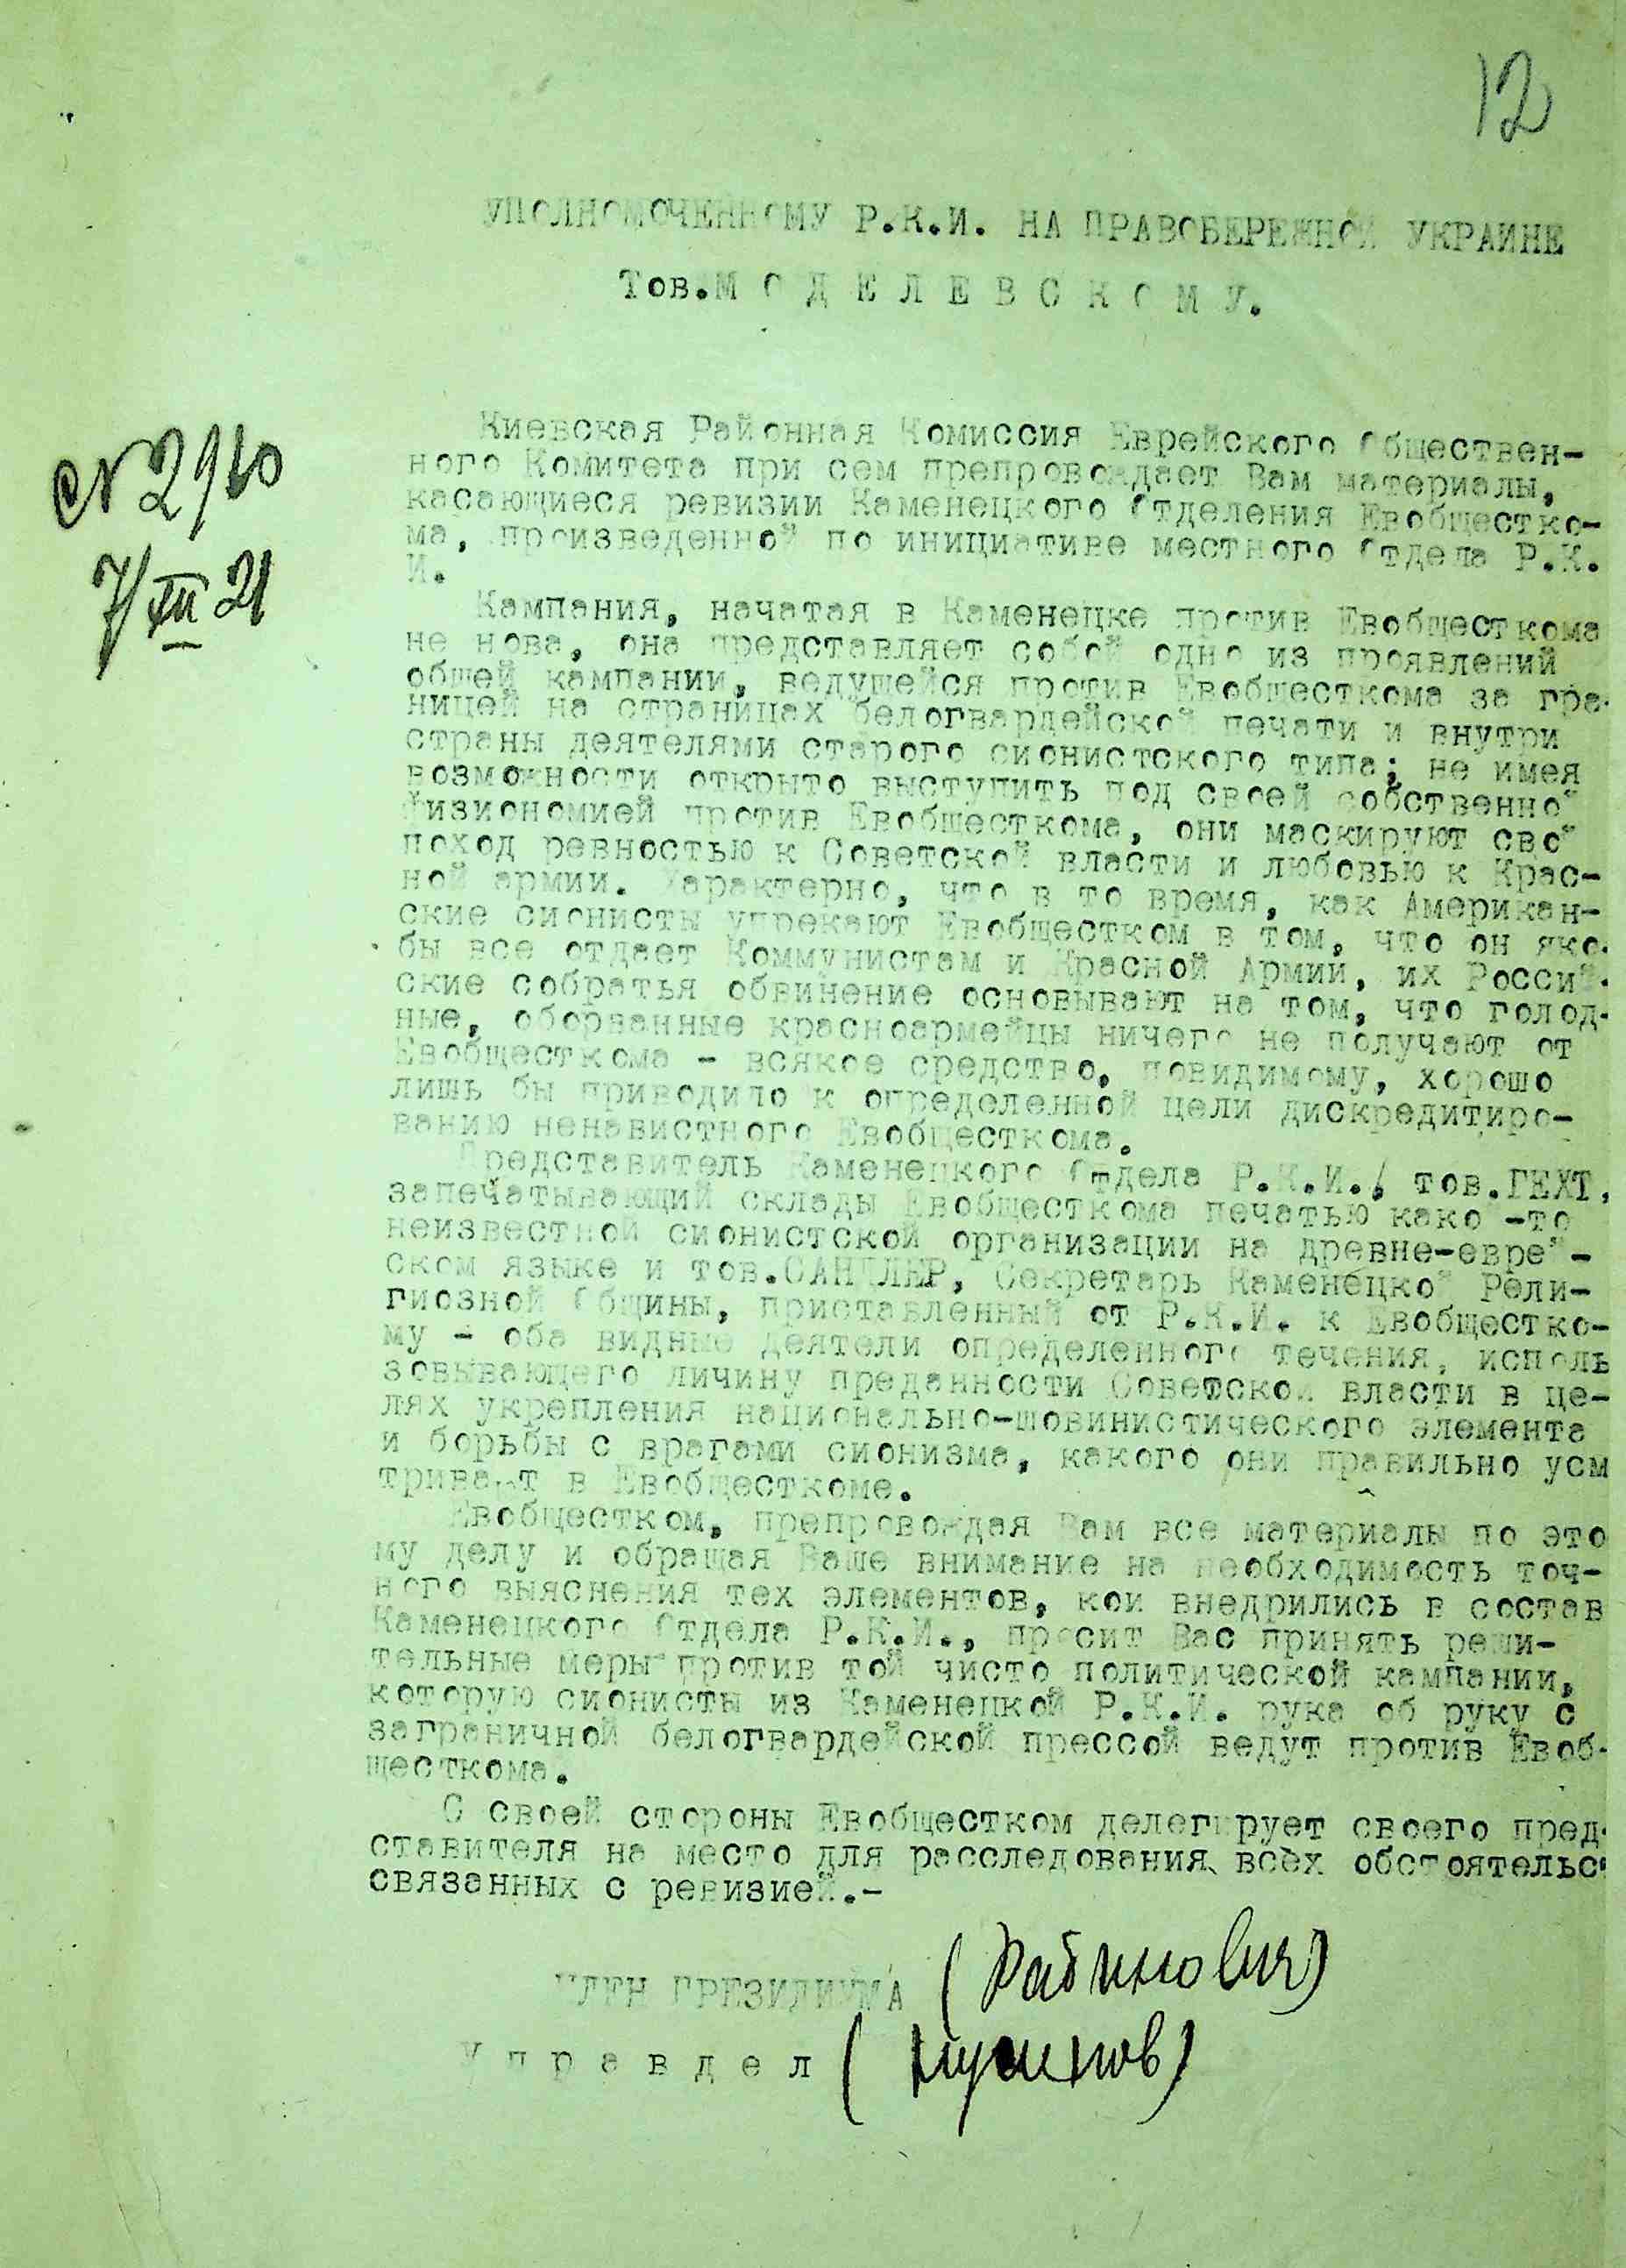 12
УПОЛНОМОЧЕННОМУ Р.К.И. НА ПРАВОБЕРЕЖНОЙ УКРАИНЕ
Тов.М О Д Е Л Е В С К О М У.
Киевская Районная Комиссия Еврейского Обществен-
ного Комитета при сем препровождает Вам материалы,
касающиеся ревизии Каменецкого Отделения Евобщестко-
ма, произведенной по инициативе местного Отдела Р.К.
И.
№ 2910
7/XII 21
Кампания, начатая в Каменецке против Евобщесткома
не нова, она представляет собой одно из проявлений
общей кампании, ведущейся против Евобщесткома за гра-
ницей на страницах белогвардейской печати и внутри
страны деятелями старого сионистского типа; не имея
возможности открыто выступить под своей собственной
физиономией против Евобщесткома, они маскируют свой
поход ревностью к Советской власти и любовью к Крас-
ной армии. Характерно, что в то время, как Американ-
ские сионисты упрекают Евобщестком в том, что он яко-
бы все отдает Коммунистам и Красной Армии, их Россий-
ские собратья обвинение основывают на том, что голод-
ные, оборванные красноармейцы ничего не получают от
Евобщесткома - всякое средство, повидимому, хорошо
лишь бы приводило к определенной цели дискредитиро-
ванию ненавистного Евобщесткома.
Представитель Каменецкого Отдела Р.К.И., тов.ГЕХТ,
запечатывающий склады Евобщесткома печатью како -то
неизвестной сионистской организации на древне-еврей-
ском языке и тов.САНДЛЕР, Секретарь Каменецкой Рели-
гиозной Общины, приставленный от Р.К.И. к Евобщестко-
му - оба видные деятели определенного течения, исполь
зовывающего личину преданности Советской власти в це-
лях укрепления национально-шовинистического элемента
и борьбы с врагами сионизма, какого они правильно усм
тривают в Евобщесткоме.
Евобщестком, препровождая Вам все материалы по это
му делу и обращая Ваше внимание на необходимость точ-
ного выяснения тех элементов, кои внедрились в состав
Каменецкого Отдела Р.К.И., просит Вас принять реши-
тельные меры против той чисто политической кампании,
которую сионисты из Каменецкой Р.К.И. рука об руку с
заграничной белогвардейской прессой ведут против Евоб-
щесткома.
С своей стороны Евобщестком делегирует своего пред-
ставителя на место для расследования всех обстоятельс
связанных с ревизией.-
ЧЛЕН ПРЕЗИДИУМА (Рабинович)
У п р а в д е л